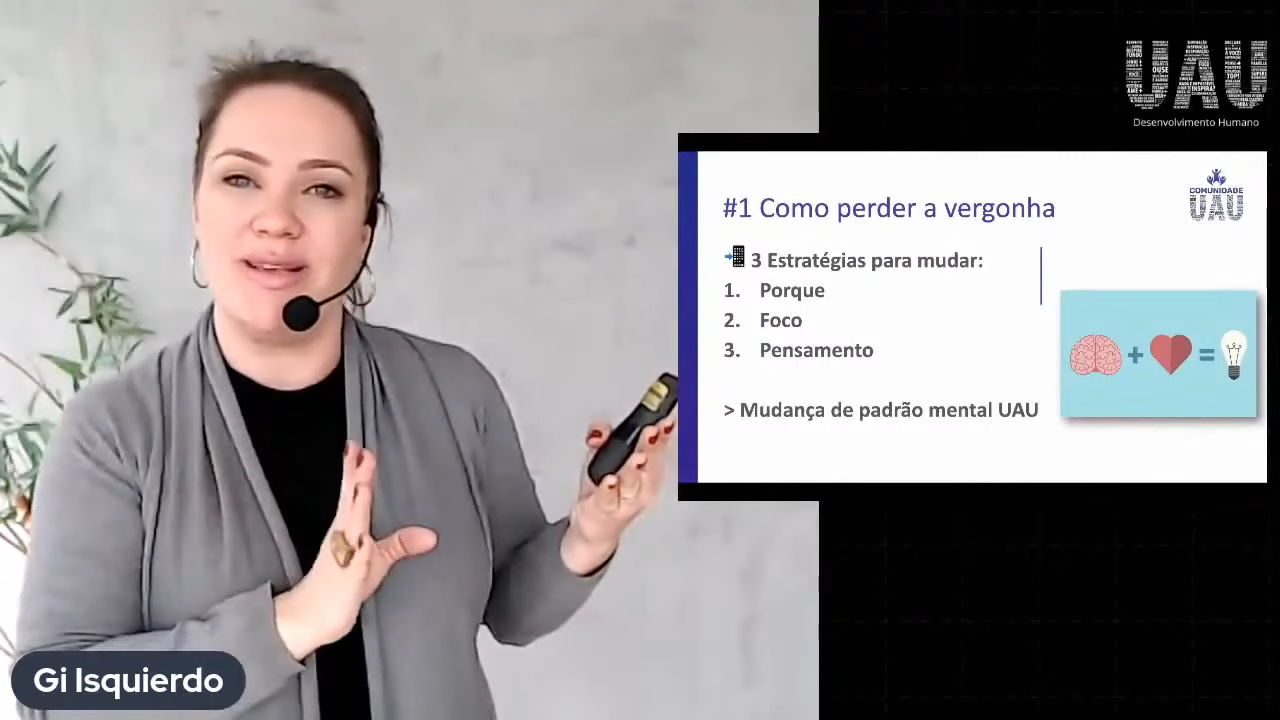 UAU
Desenvolvimento Humano
#1 Como perder a vergonha
COMUNIDADE
UAU
3 Estratégias para mudar:
1. Porque
2. Foco
3. Pensamento
> Mudança de padrão mental UAU
Gi Isquierdo